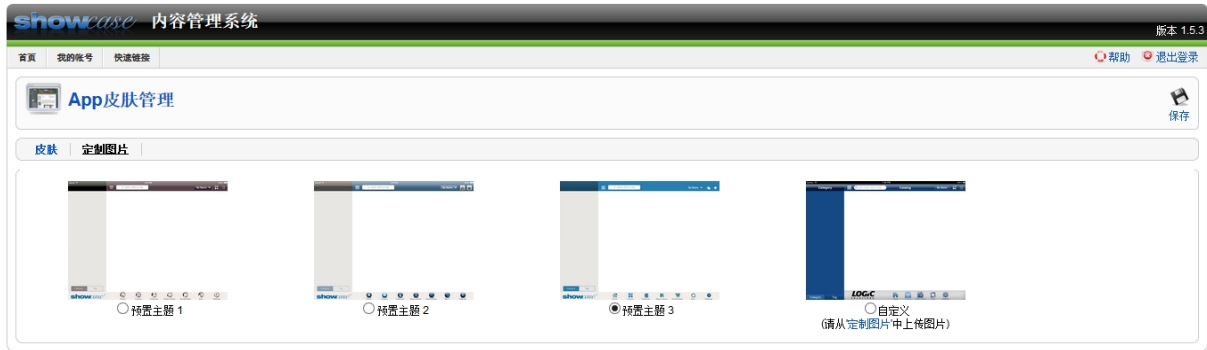 showcase 内容管理系统
版本 1.5.3
首页 我的账号 快速链接 帮助 退出登录
App皮肤管理
保存
皮肤 定制图片
预置主题 1 预置主题 2 预置主题 3 自定义
(请从'定制图片'中上传图片)